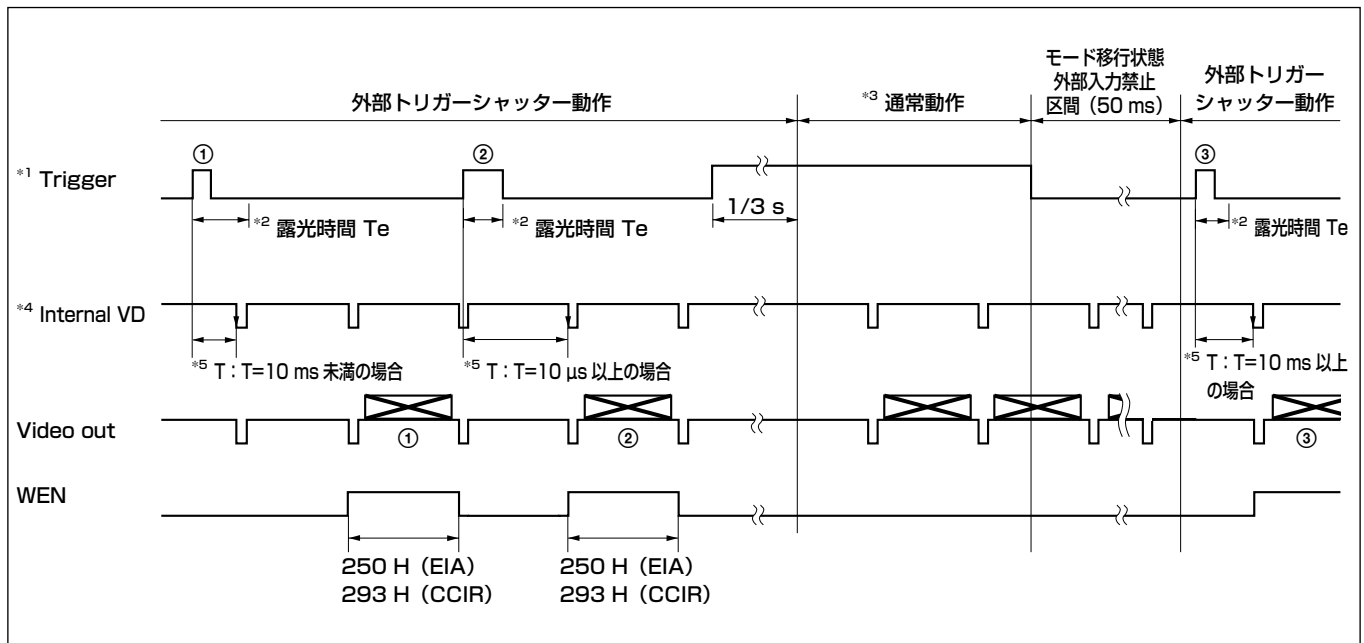 モード移行状態
外部入力禁止
区間（50 ms）
外部トリガー
シャッター動作
外部トリガーシャッター動作
*3 通常動作
① ② ③
*1 Trigger
1/3 s
*2 露光時間 Te
*2 露光時間 Te
*2 露光時間 Te
*4 Internal VD
*5 T：T=10 ms 未満の場合
*5 T：T=10 μs 以上の場合
*5 T：T=10 ms 以上
の場合
Video out
① ② ③
WEN
250 H（EIA）
293 H（CCIR）
250 H（EIA）
293 H（CCIR）